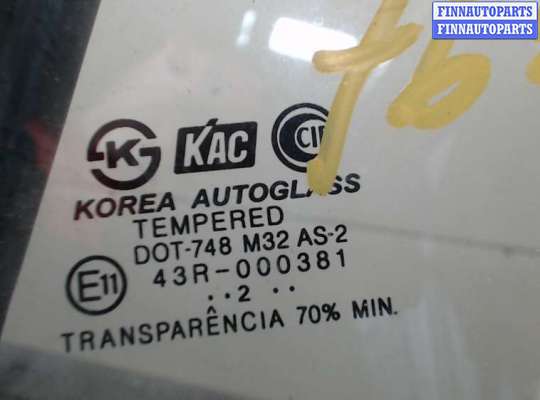 FINNAUTOPARTS
FINNAUTOPARTS
K KAC
KOREA AUTOGLASS
TEMPERED
DOT-748 M32 AS-2
E11 43R-000381
..2 ..
TRANSPARÊNCIA 70% MIN.